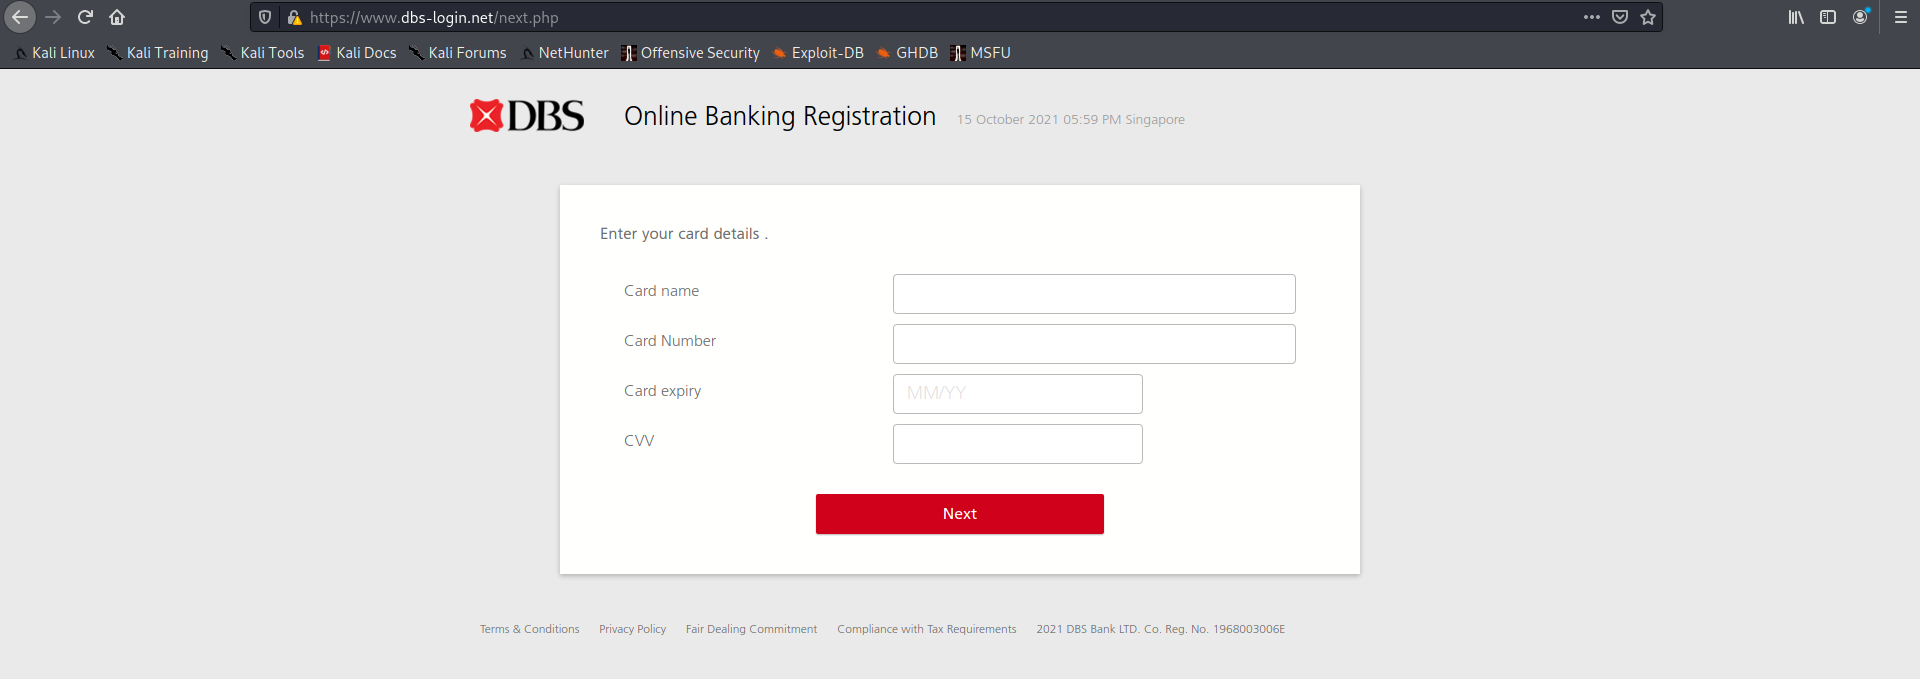 https://www.dbs-login.net/next.php
Kali Linux Kali Training Kali Tools Kali Docs Kali Forums NetHunter Offensive Security Exploit-DB GHDB MSFU
DBS Online Banking Registration 15 October 2021 05:59 PM Singapore
Enter your card details .
Card name
Card Number
Card expiry MM/YY
CVV
Next
Terms & Conditions Privacy Policy Fair Dealing Commitment Compliance with Tax Requirements 2021 DBS Bank LTD. Co. Reg. No. 1968003006E